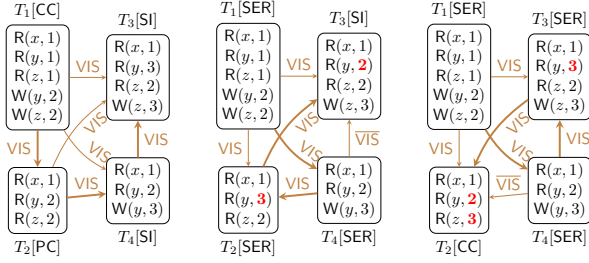 T1[CC]
T3[SI]
R(x, 1)
R(y, 1)
R(z, 1)
W(y, 2)
W(z, 2)
VIS
R(x, 1)
R(y, 3)
R(z, 2)
W(z, 3)
VIS
VIS
VIS
VIS
R(x, 1)
R(y, 2)
R(z, 2)
VIS
R(x, 1)
R(y, 2)
W(y, 3)
T2[PC]
T4[SI]
T1[SER]
T3[SI]
R(x, 1)
R(y, 1)
R(z, 1)
W(y, 2)
W(z, 2)
VIS
R(x, 1)
R(y, 2)
R(z, 2)
W(z, 3)
VIS
VIS
VIS
V̅I̅S̅
R(x, 1)
R(y, 3)
R(z, 2)
VIS
R(x, 1)
R(y, 2)
W(y, 3)
T2[SER]
T4[SER]
T1[SER]
T3[SER]
R(x, 1)
R(y, 1)
R(z, 1)
W(y, 2)
W(z, 2)
VIS
R(x, 1)
R(y, 3)
R(z, 2)
W(z, 3)
VIS
VIS
VIS
VIS
R(x, 1)
R(y, 2)
R(z, 3)
V̅I̅S̅
R(x, 1)
R(y, 2)
W(y, 3)
T2[CC]
T4[SER]